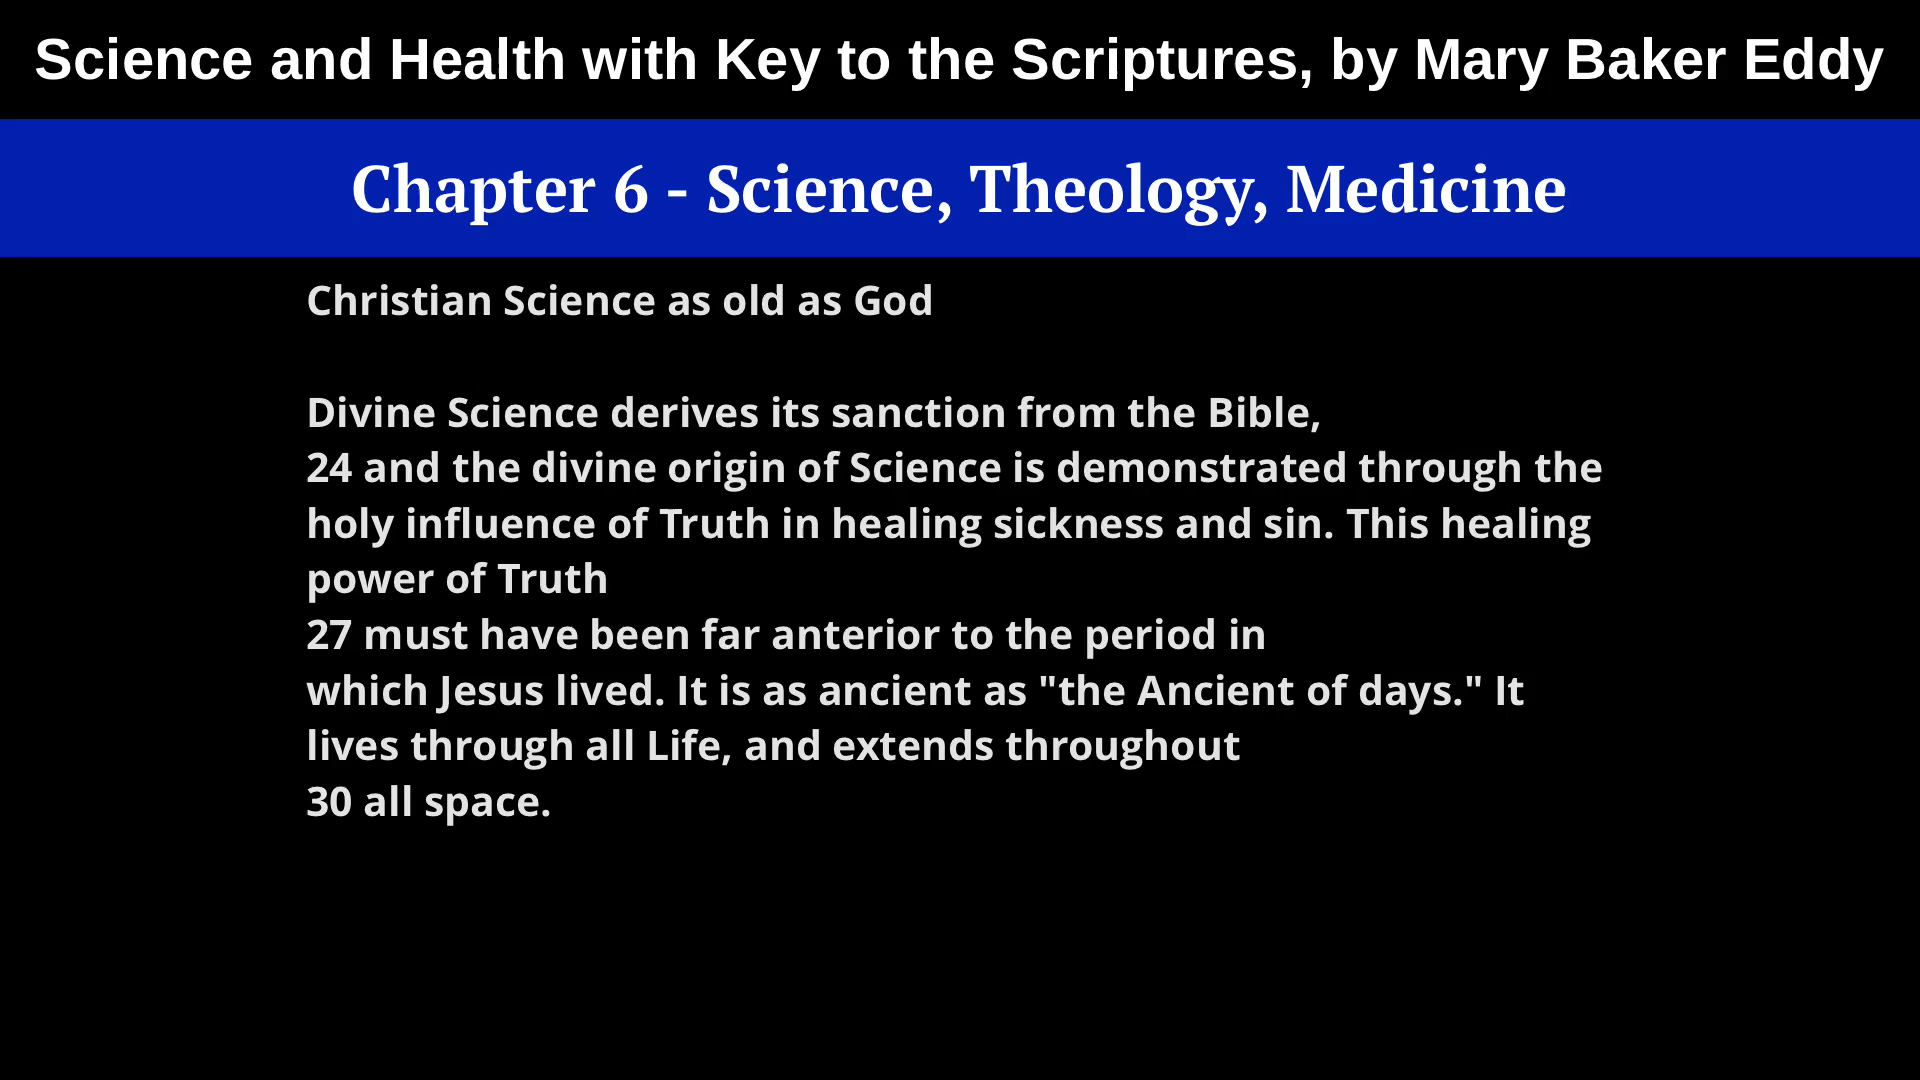 Science and Health with Key to the Scriptures, by Mary Baker Eddy
Chapter 6 - Science, Theology, Medicine
Christian Science as old as God
Divine Science derives its sanction from the Bible,
24 and the divine origin of Science is demonstrated through the
holy influence of Truth in healing sickness and sin. This healing
power of Truth
27 must have been far anterior to the period in
which Jesus lived. It is as ancient as "the Ancient of days." It
lives through all Life, and extends throughout
30 all space.